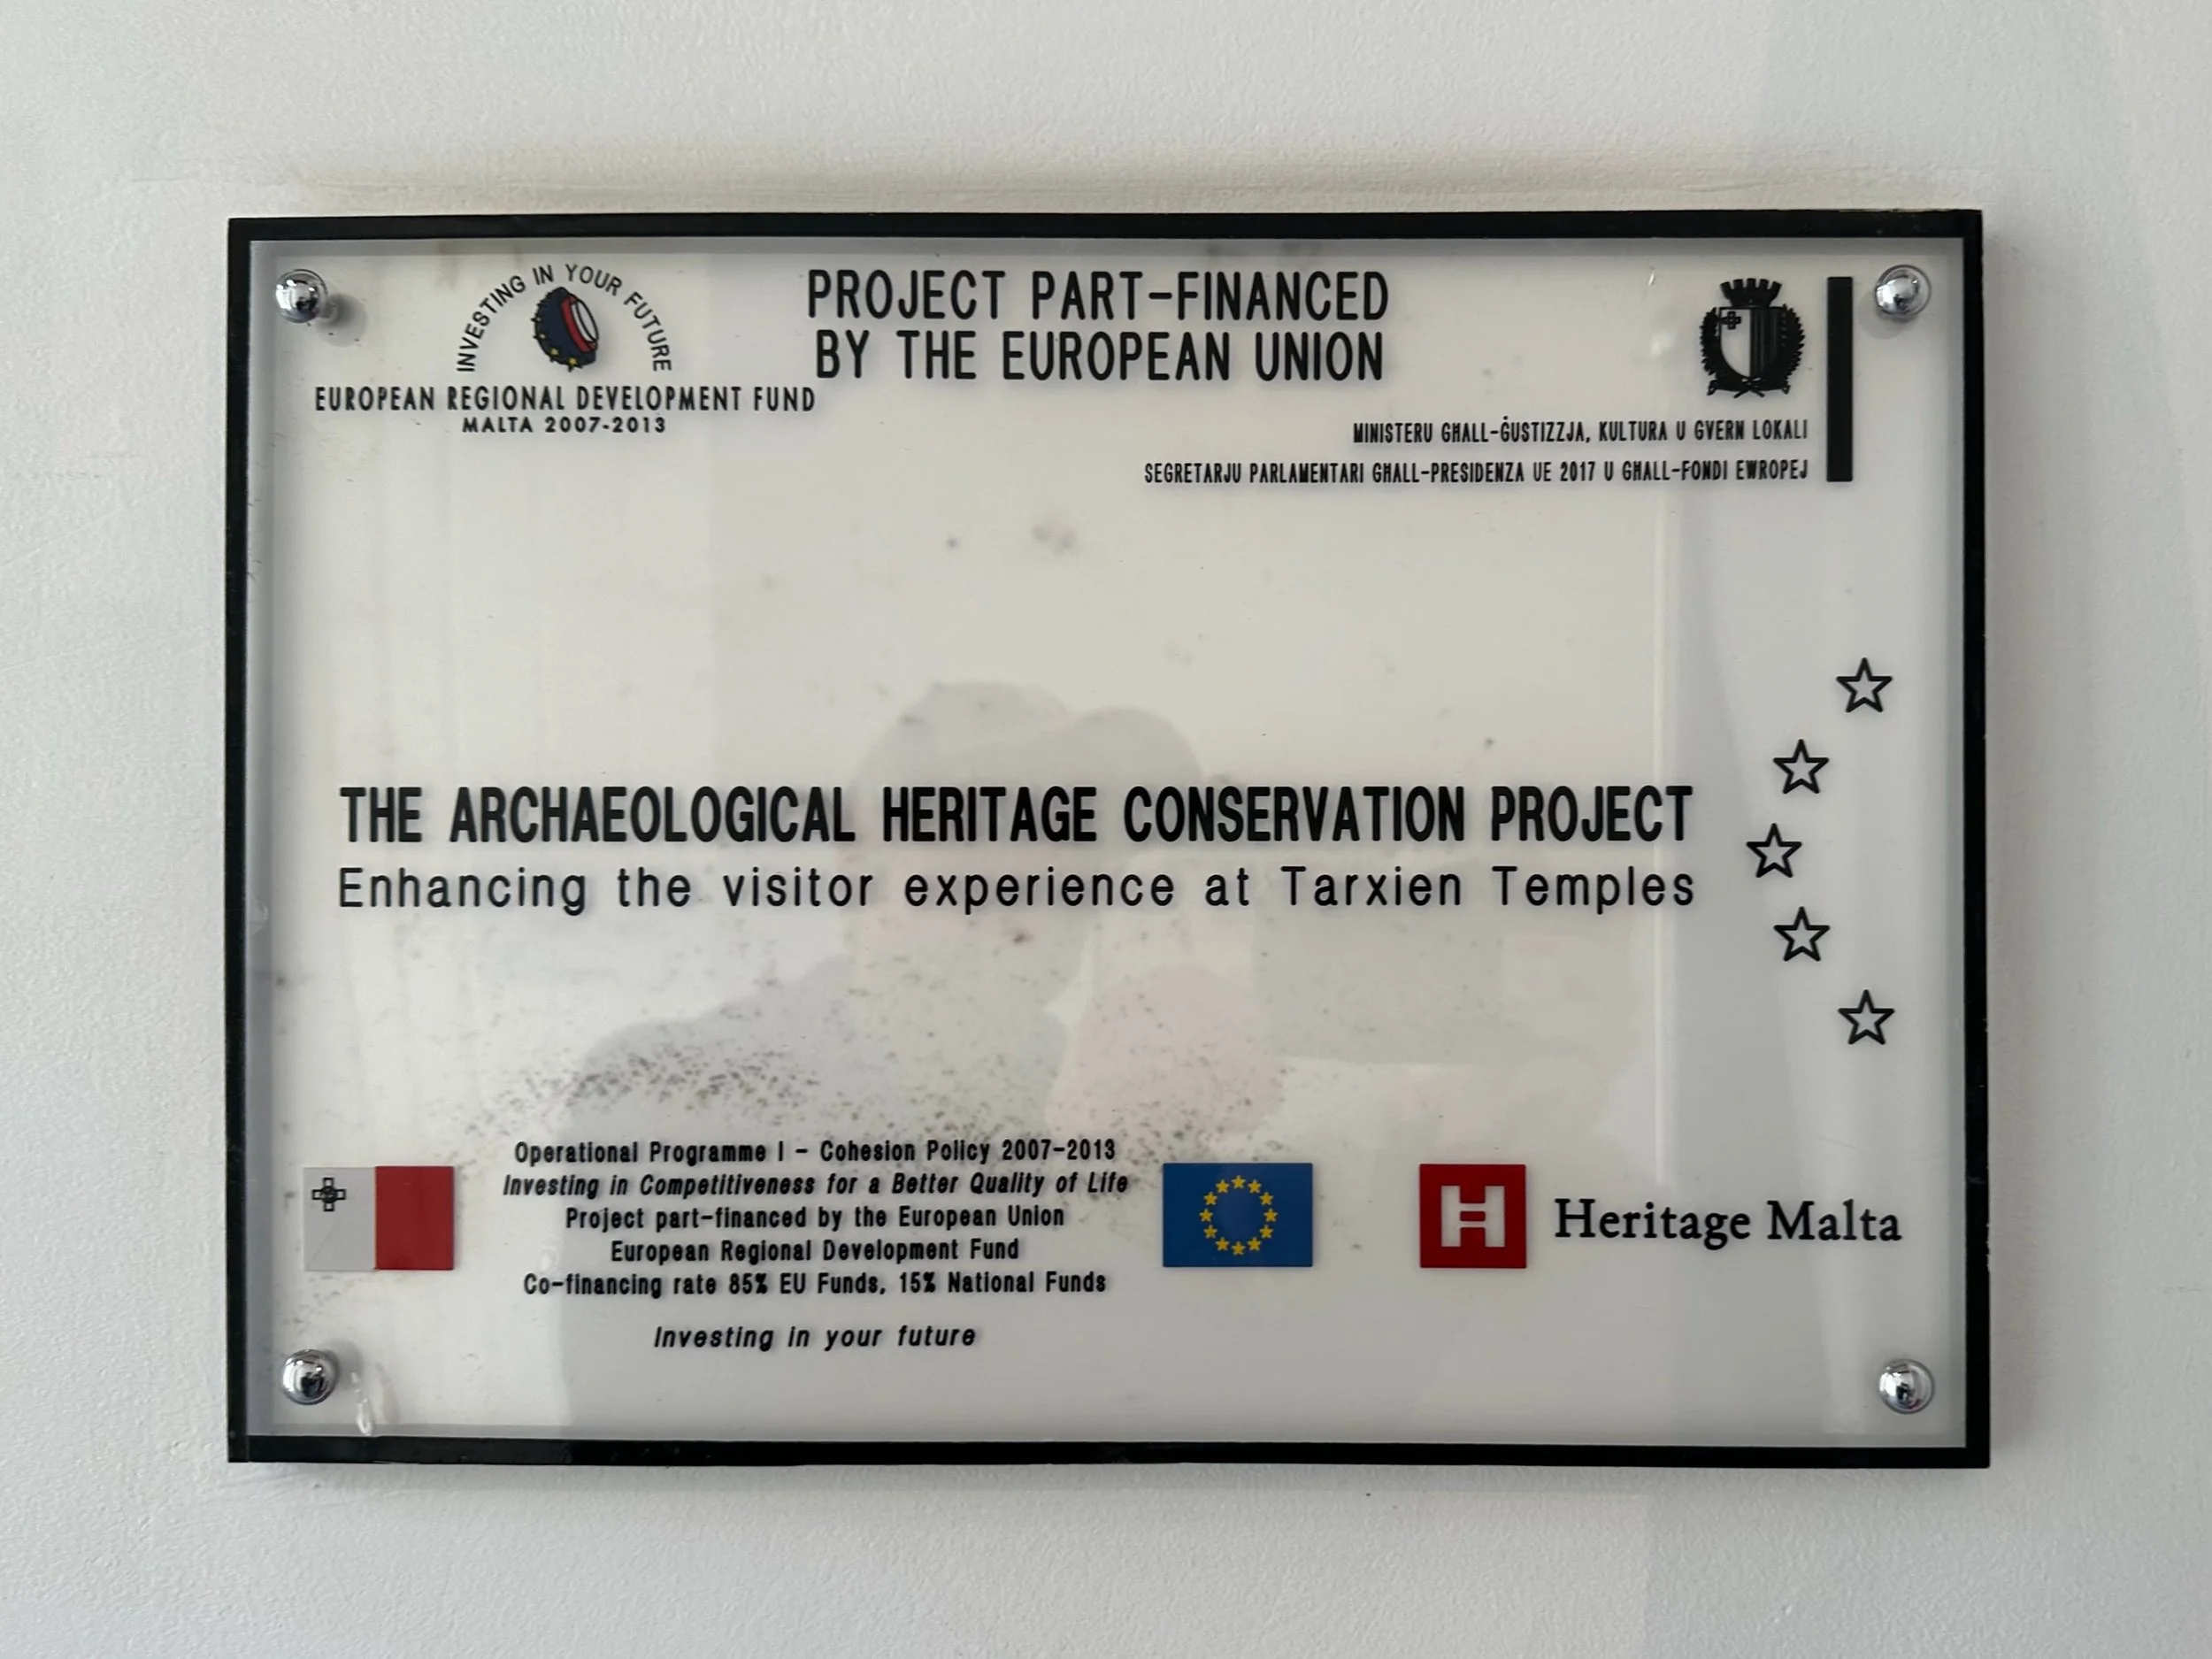 INVESTING IN YOUR FUTURE
EUROPEAN REGIONAL DEVELOPMENT FUND
MALTA 2007-2013
PROJECT PART-FINANCED
BY THE EUROPEAN UNION
MINISTERU GĦALL-ĠUSTIZZJA, KULTURA U GVERN LOKALI
SEGRETARJU PARLAMENTARI GĦALL-PRESIDENZA UE 2017 U GĦALL-FONDI EWROPEJ
THE ARCHAEOLOGICAL HERITAGE CONSERVATION PROJECT
Enhancing the visitor experience at Tarxien Temples
Operational Programme I - Cohesion Policy 2007-2013
Investing in Competitiveness for a Better Quality of Life
Project part-financed by the European Union
European Regional Development Fund
Co-financing rate 85% EU Funds, 15% National Funds
Investing in your future
H
Heritage Malta